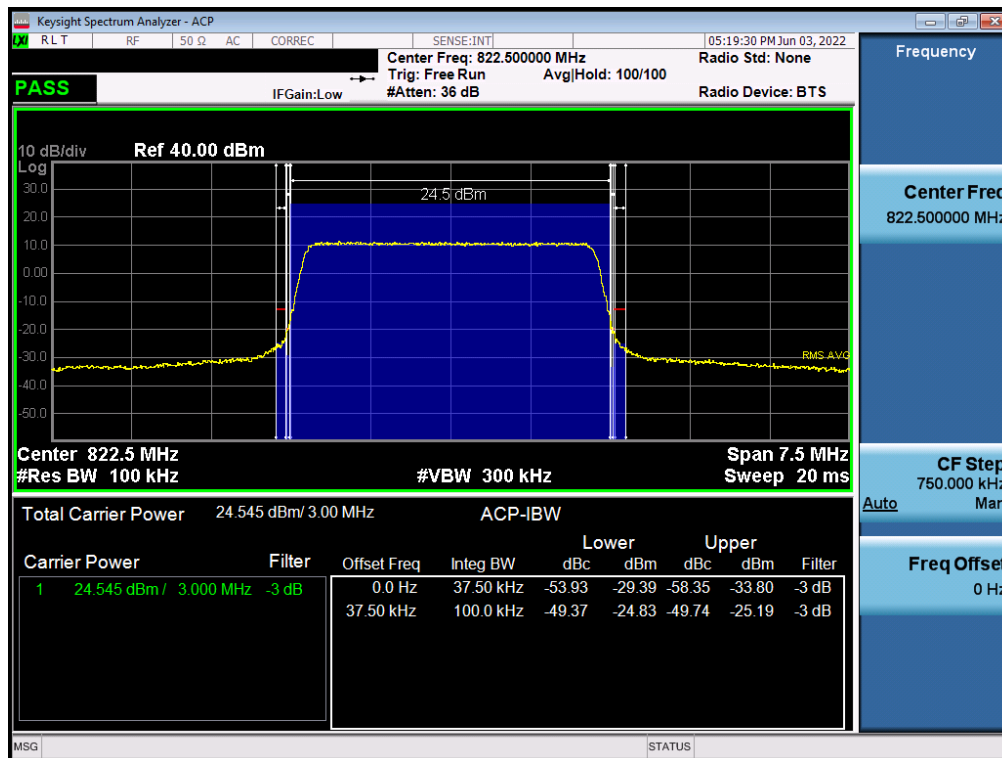 Keysight Spectrum Analyzer - ACP
LXI RLT RF 50 Ω AC CORREC SENSE:INT 05:19:30 PM Jun 03, 2022
Center Freq: 822.500000 MHz Radio Std: None
Trig: Free Run Avg|Hold: 100/100
PASS IFGain:Low #Atten: 36 dB Radio Device: BTS
10 dB/div Ref 40.00 dBm
Log
30.0
24.5 dBm
20.0
10.0
0.00
-10.0
-20.0
-30.0
RMS AVG
-40.0
-50.0
Center 822.5 MHz Span 7.5 MHz
#Res BW 100 kHz #VBW 300 kHz Sweep 20 ms
Total Carrier Power 24.545 dBm/ 3.00 MHz ACP-IBW
Lower Upper
Carrier Power Filter Offset Freq Integ BW dBc dBm dBc dBm Filter
1 24.545 dBm / 3.000 MHz -3 dB 0.0 Hz 37.50 kHz -53.93 -29.39 -58.35 -33.80 -3 dB
37.50 kHz 100.0 kHz -49.37 -24.83 -49.74 -25.19 -3 dB
MSG STATUS
Frequency
Center Freq
822.500000 MHz
CF Step
750.000 kHz
Auto Man
Freq Offset
0 Hz